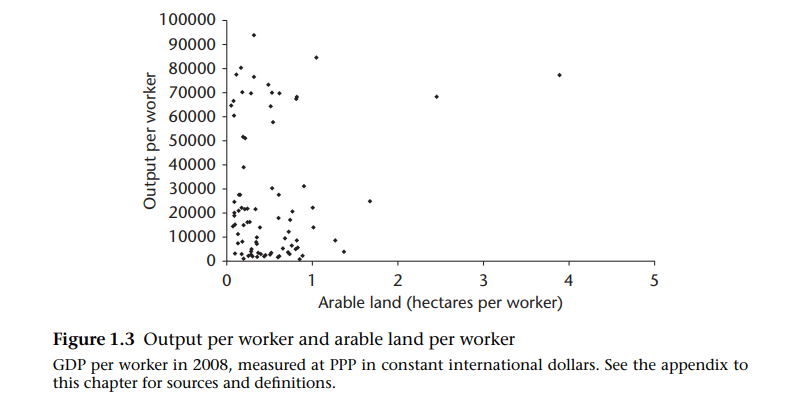 100000
90000
80000
70000
60000
50000
40000
30000
20000
10000
0
Output per worker
0 1 2 3 4 5
Arable land (hectares per worker)
Figure 1.3 Output per worker and arable land per worker
GDP per worker in 2008, measured at PPP in constant international dollars. See the appendix to
this chapter for sources and definitions.